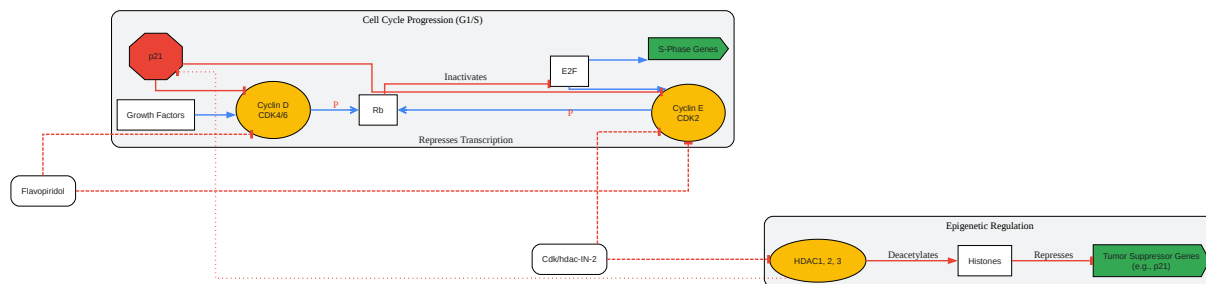 Cell Cycle Progression (G1/S)
p21
S-Phase Genes
E2F
Inactivates
Growth Factors
Cyclin D
CDK4/6
P
Rb
P
Cyclin E
CDK2
Represses Transcription
Flavopiridol
Cdk/hdac-IN-2
Epigenetic Regulation
HDAC1, 2, 3
Deacetylates
Histones
Represses
Tumor Suppressor Genes
(e.g., p21)